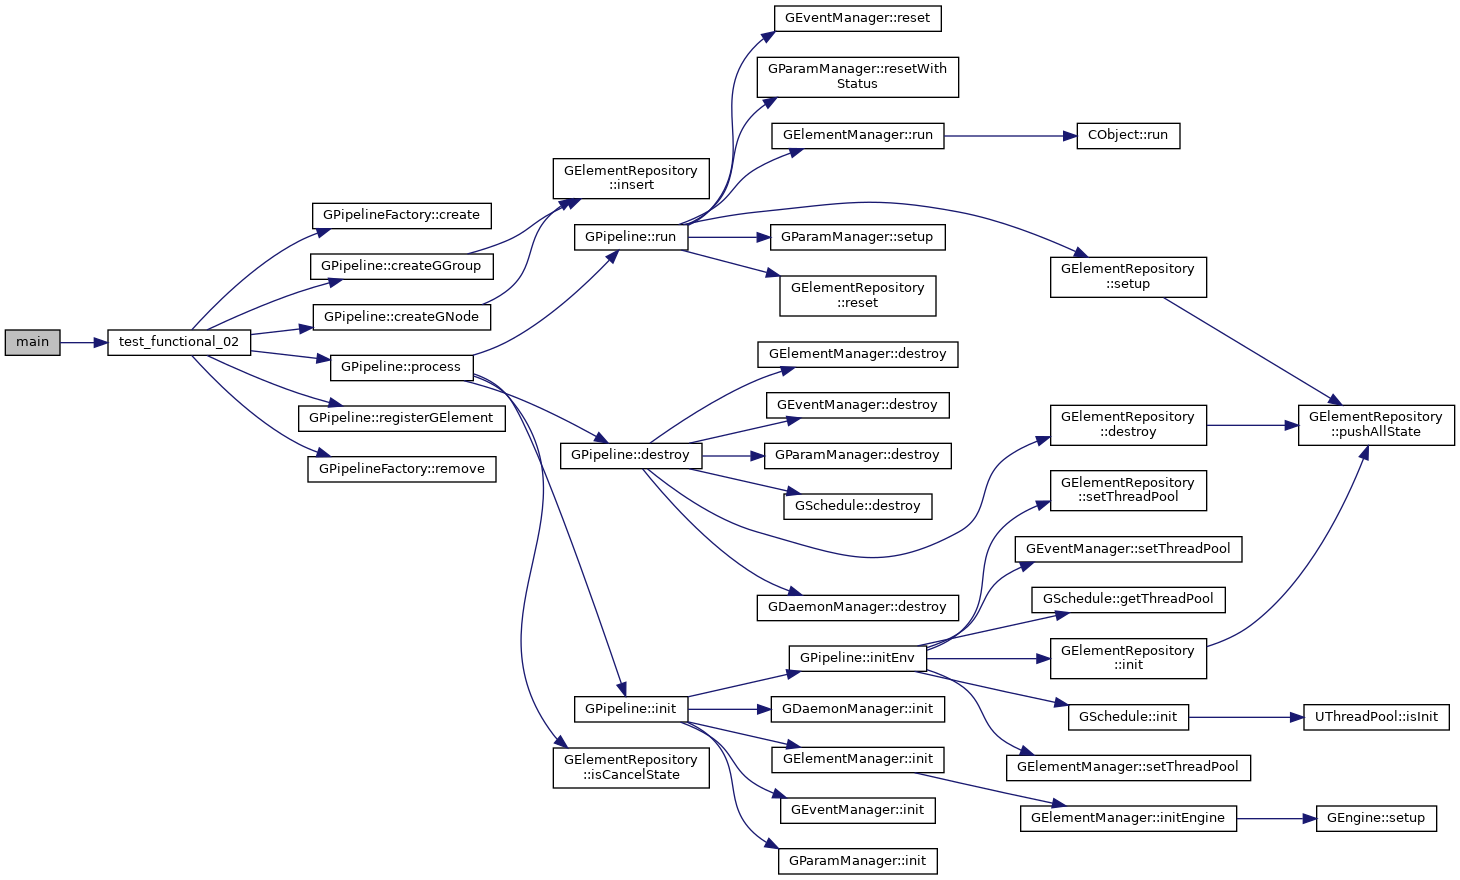 main
test_functional_02
GPipelineFactory::create
GPipeline::createGGroup
GPipeline::createGNode
GPipeline::process
GPipeline::registerGElement
GPipelineFactory::remove
GElementRepository
::insert
GPipeline::run
GPipeline::destroy
GPipeline::init
GElementRepository
::isCancelState
GEventManager::reset
GParamManager::resetWith
Status
GElementManager::run
GParamManager::setup
GElementRepository
::reset
GElementManager::destroy
GEventManager::destroy
GParamManager::destroy
GSchedule::destroy
GDaemonManager::destroy
GPipeline::initEnv
GDaemonManager::init
GElementManager::init
GEventManager::init
GParamManager::init
CObject::run
GElementRepository
::setup
GElementRepository
::destroy
GElementRepository
::setThreadPool
GEventManager::setThreadPool
GSchedule::getThreadPool
GElementRepository
::init
GSchedule::init
GElementManager::setThreadPool
GElementManager::initEngine
GElementRepository
::pushAllState
UThreadPool::isInit
GEngine::setup